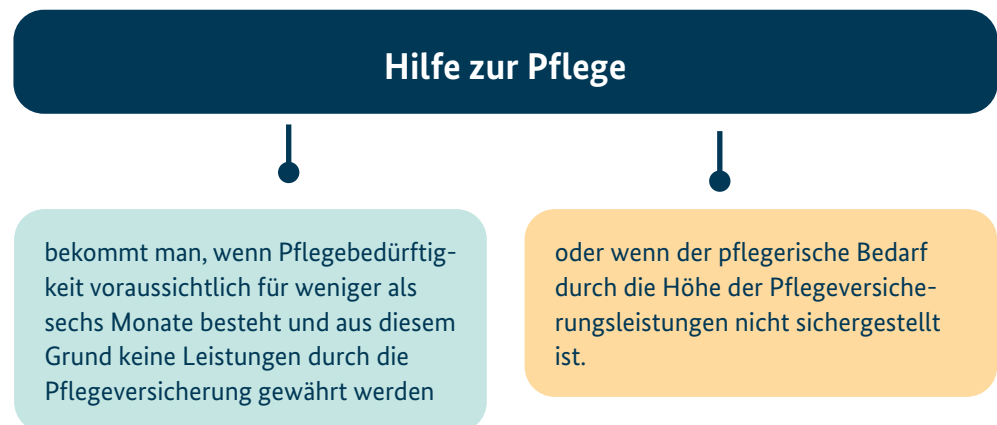 Hilfe zur Pflege
bekommt man, wenn Pflegebedürftig-
keit voraussichtlich für weniger als
sechs Monate besteht und aus diesem
Grund keine Leistungen durch die
Pflegeversicherung gewährt werden
oder wenn der pflegerische Bedarf
durch die Höhe der Pflegeversiche-
rungsleistungen nicht sichergestellt
ist.